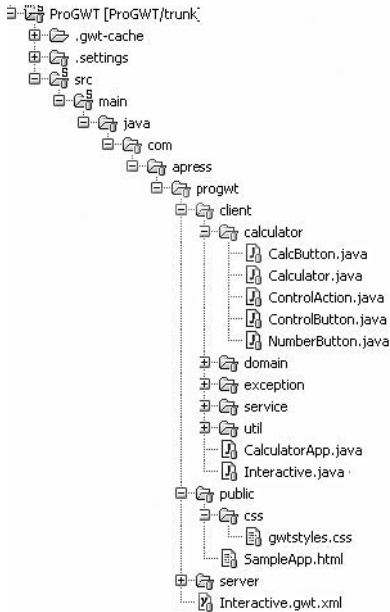 ProGWT [ProGWT/trunk]
.gwt-cache
.settings
src
main
java
com
apress
progwt
client
calculator
CalcButton.java
Calculator.java
ControlAction.java
ControlButton.java
NumberButton.java
domain
exception
service
util
CalculatorApp.java
Interactive.java
public
css
gwtstyles.css
SampleApp.html
server
Interactive.gwt.xml